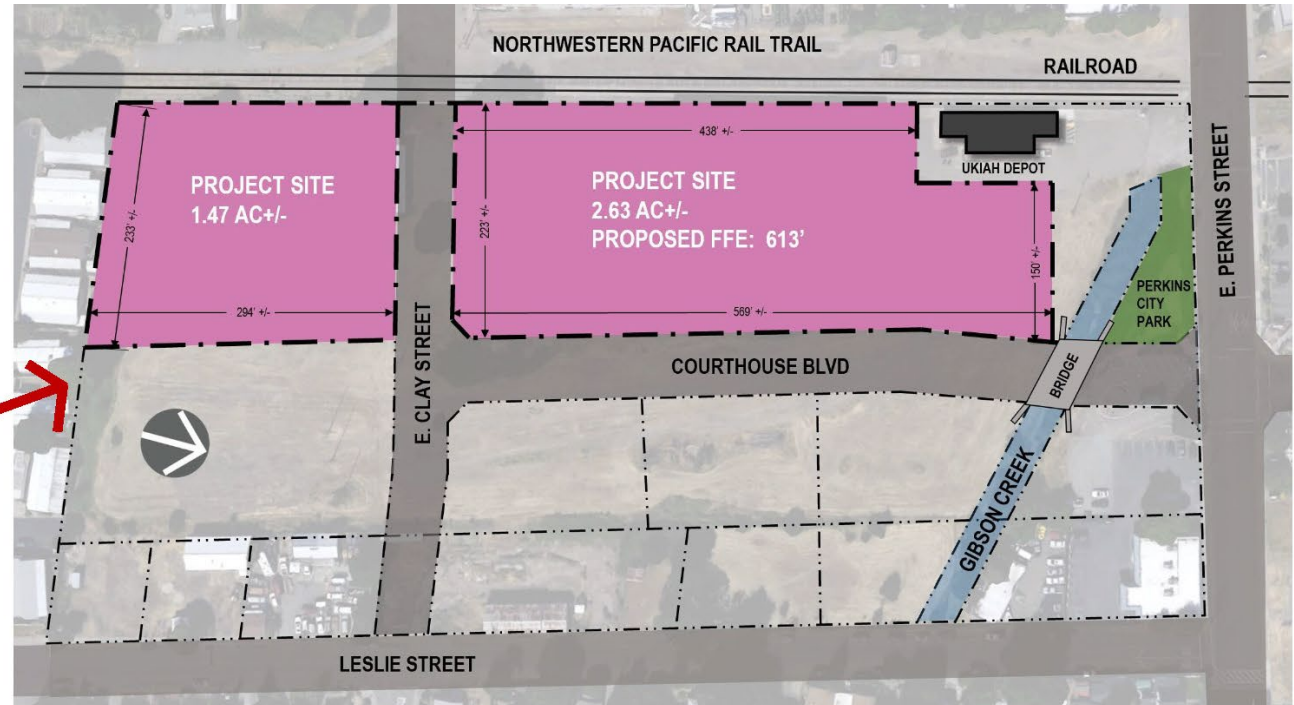 NORTHWESTERN PACIFIC RAIL TRAIL
RAILROAD
438' +/-
UKIAH DEPOT
PROJECT SITE
1.47 AC+/-
PROJECT SITE
2.63 AC+/-
PROPOSED FFE: 613'
233' +/-
223' +/-
150' +/-
E. PERKINS STREET
PERKINS
CITY
PARK
294' +/-
569' +/-
E. CLAY STREET
COURTHOUSE BLVD
BRIDGE
GIBSON CREEK
LESLIE STREET